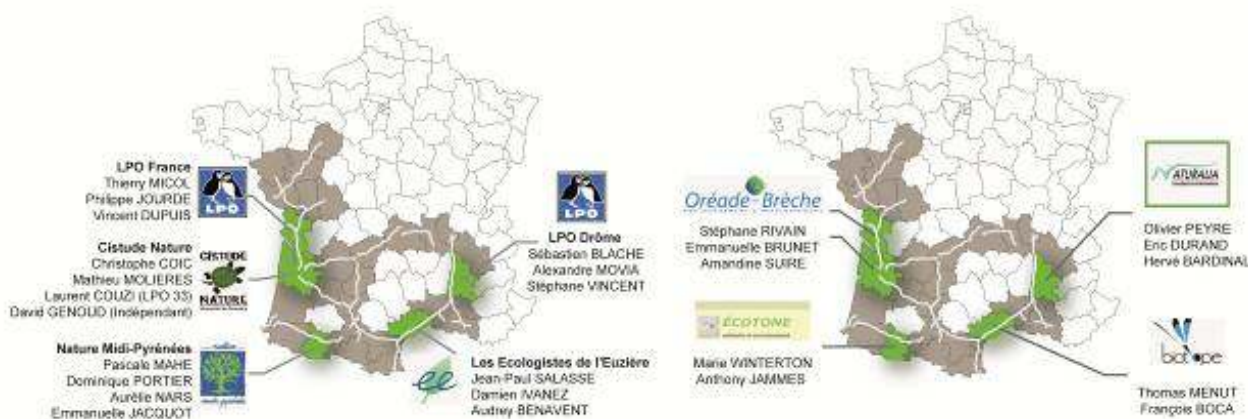 LPO France
Thierry MICOL
Philippe JOURDE
Vincent DUPUIS
LPO
Cistude Nature
Christophe COIC
Mathieu MOLIERES
Laurent COUZI (LPO 33)
David GENOUD (Indépendant)
CISTUDE
NATURE
Nature Midi-Pyrénées
Pascale MAHE
Dominique PORTIER
Aurélie NARS
Emmanuelle JACQUOT
LPO
LPO Drôme
Sébastien BLACHE
Alexandre MOVIA
Stéphane VINCENT
Les Ecologistes de l'Euzière
Jean-Paul SALASSE
Damien IVANEZ
Audrey BENAVENT
Oréade-Brèche
Stéphane RIVAIN
Emmanuelle BRUNET
Amandine SUIRE
ÉCOTONE
Marie WINTERTON
Anthony JAMMES
NATURALIA
Olivier PEYRE
Eric DURAND
Hervé BARDINAL
biotope
Thomas MENUT
François BOCA